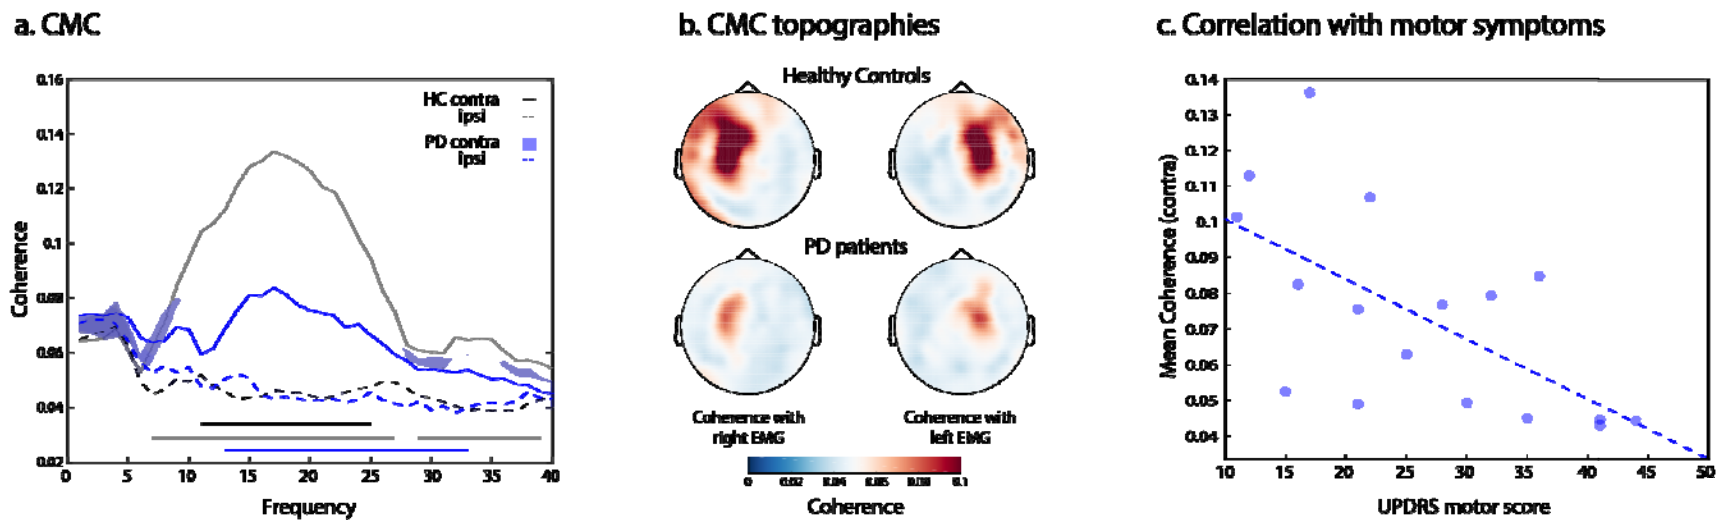 a. CMC
0.16
0.14
0.12
0.1
0.08
0.06
0.04
0.02
Coherence
HC contra
ipsi
PD contra
ipsi
0 5 10 15 20 25 30 35 40
Frequency
b. CMC topographies
Healthy Controls
PD patients
Coherence with
right EMG
Coherence with
left EMG
0 0.02 0.04 0.1
Coherence
c. Correlation with motor symptoms
0.14
0.13
0.12
0.11
0.1
0.09
0.08
0.07
0.06
0.05
0.04
Mean Coherence (contra)
10 15 20 25 30 35 40 45 50
UPDRS motor score